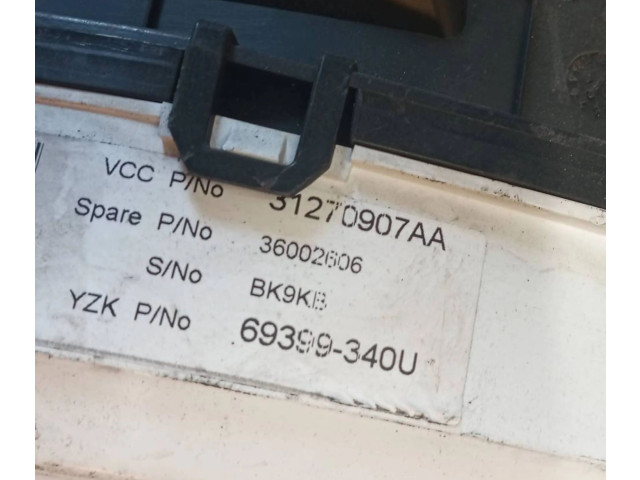 VCC P/No 31270907AA
Spare P/No 36002606
S/No BK9KB
YZK P/No 69399-340U